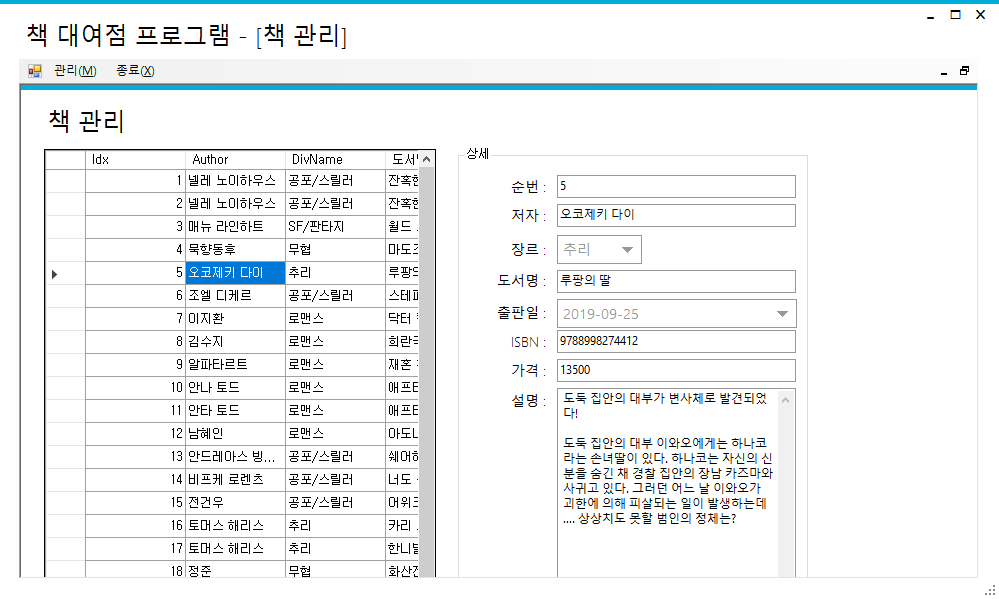 책 대여점 프로그램 - [책 관리]
관리(M) 종료(X)
책 관리
Idx Author DivName 도서
1 넬레 노이하우스 공포/스릴러 잔혹한
2 넬레 노이하우스 공포/스릴러 잔혹한
3 매뉴 라인하트 SF/판타지 월드
4 묵향동후 무협 마도조
5 오코제키 다이 추리 루팡의
6 조엘 디케르 공포/스릴러 스테파
7 이지환 로맨스 닥터
8 김수지 로맨스 희란국
9 알파타르트 로맨스 재혼
10 안나 토드 로맨스 애프터
11 안타 토드 로맨스 애프터
12 남혜인 로맨스 아도니
13 안드레아스 빙... 공포/스릴러 쉐어하
14 비프케 로렌츠 공포/스릴러 너도
15 전건우 공포/스릴러 어위크
16 토머스 해리스 추리 카리
17 토머스 해리스 추리 한니발
18 정준 무협 화산전
상세
순번 : 5
저자 : 오코제키 다이
장르 : 추리
도서명 : 루팡의 딸
출판일 : 2019-09-25
ISBN : 9788998274412
가격 : 13500
설명 : 도둑 집안의 대부가 변사체로 발견되었
다!
도둑 집안의 대부 이와오에게는 하나코
라는 손녀딸이 있다. 하나코는 자신의 신
분을 숨긴 채 경찰 집안의 장남 카즈마와
사귀고 있다. 그러던 어느 날 이와오가
괴한에 의해 피살되는 일이 발생하는데
.... 상상치도 못할 범인의 정체는?